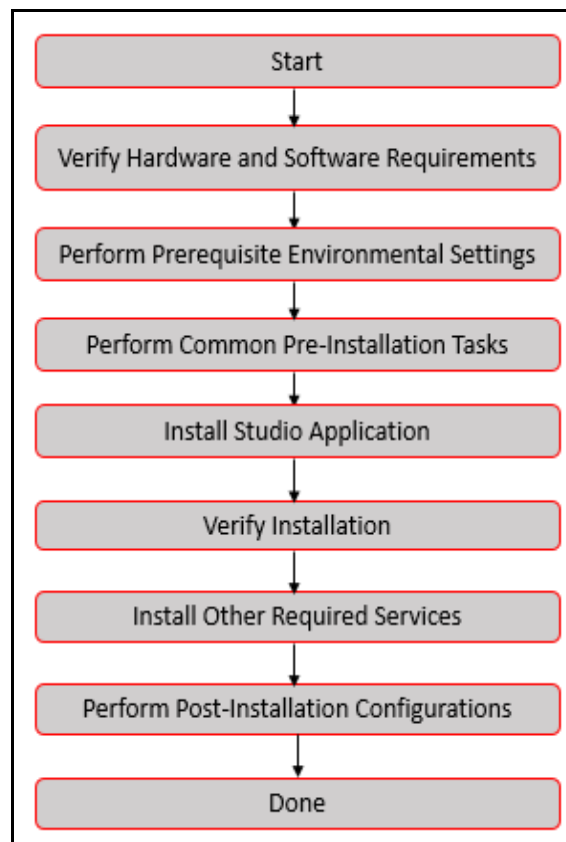 Start
Verify Hardware and Software Requirements
Perform Prerequisite Environmental Settings
Perform Common Pre-Installation Tasks
Install Studio Application
Verify Installation
Install Other Required Services
Perform Post-Installation Configurations
Done